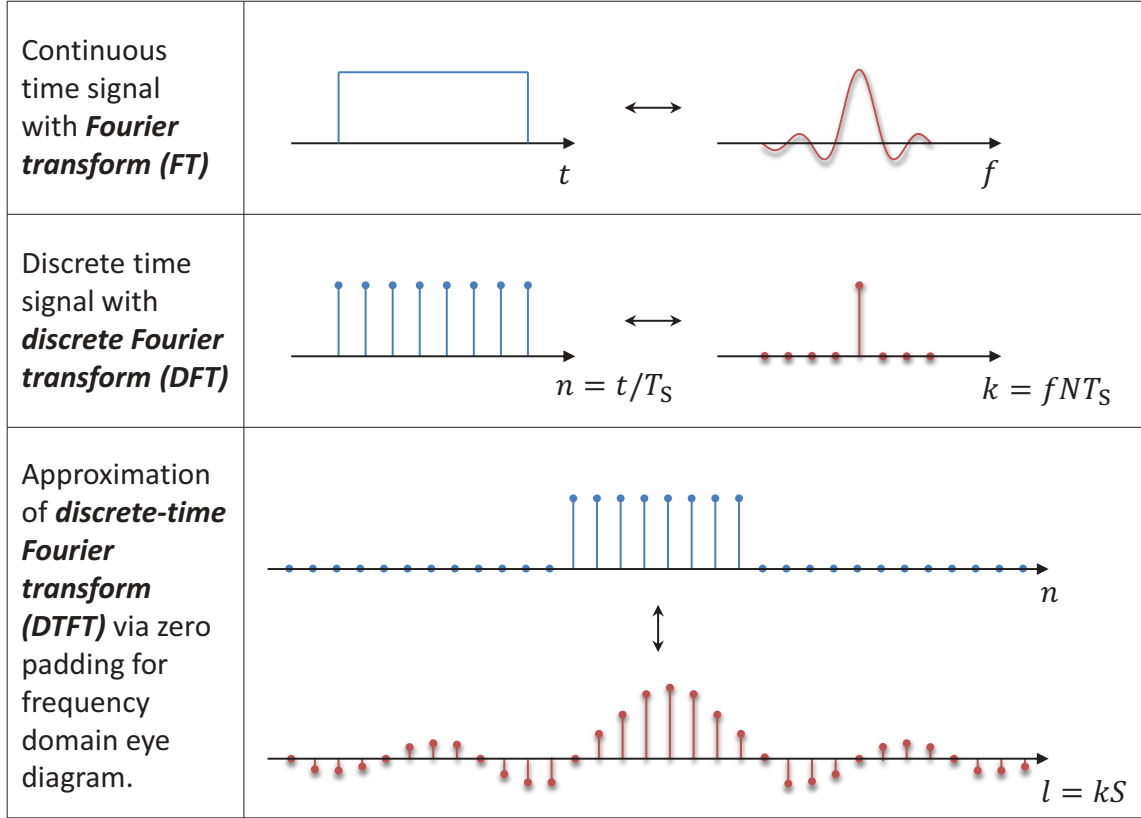 Continuous
time signal
with Fourier
transform (FT)
t
f
Discrete time
signal with
discrete Fourier
transform (DFT)
n = t/T_S
k = fNT_S
Approximation
of discrete-time
Fourier
transform
(DTFT) via zero
padding for
frequency
domain eye
diagram.
n
l = kS